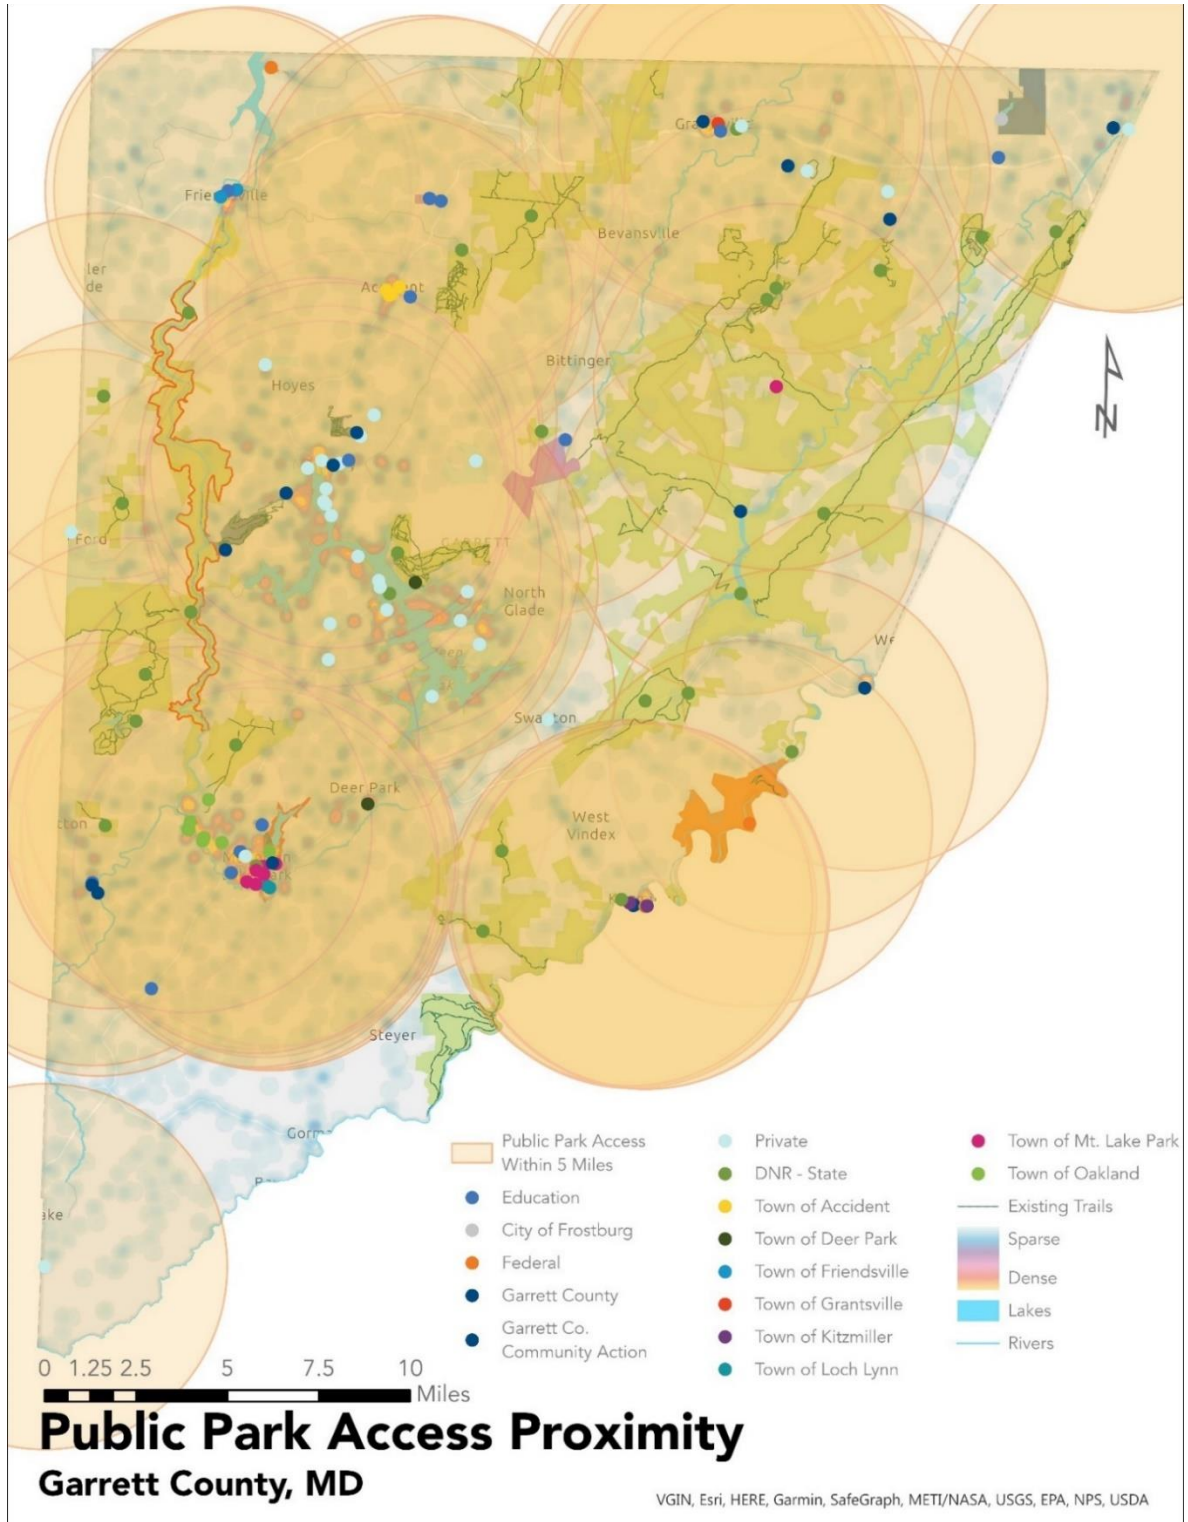 Bevansville
Bittinger
Hoyes
GARRETT
North
Glade
Deer Park
West
Vindex
Steyer
N
Public Park Access
Within 5 Miles
Education
City of Frostburg
Federal
Garrett County
Garrett Co.
Community Action
Private
DNR - State
Town of Accident
Town of Deer Park
Town of Friendsville
Town of Grantsville
Town of Kitzmiller
Town of Loch Lynn
Town of Mt. Lake Park
Town of Oakland
Existing Trails
Sparse
Dense
Lakes
Rivers
0 1.25 2.5 5 7.5 10
Miles
Public Park Access Proximity
Garrett County, MD
VGIN, Esri, HERE, Garmin, SafeGraph, METI/NASA, USGS, EPA, NPS, USDA